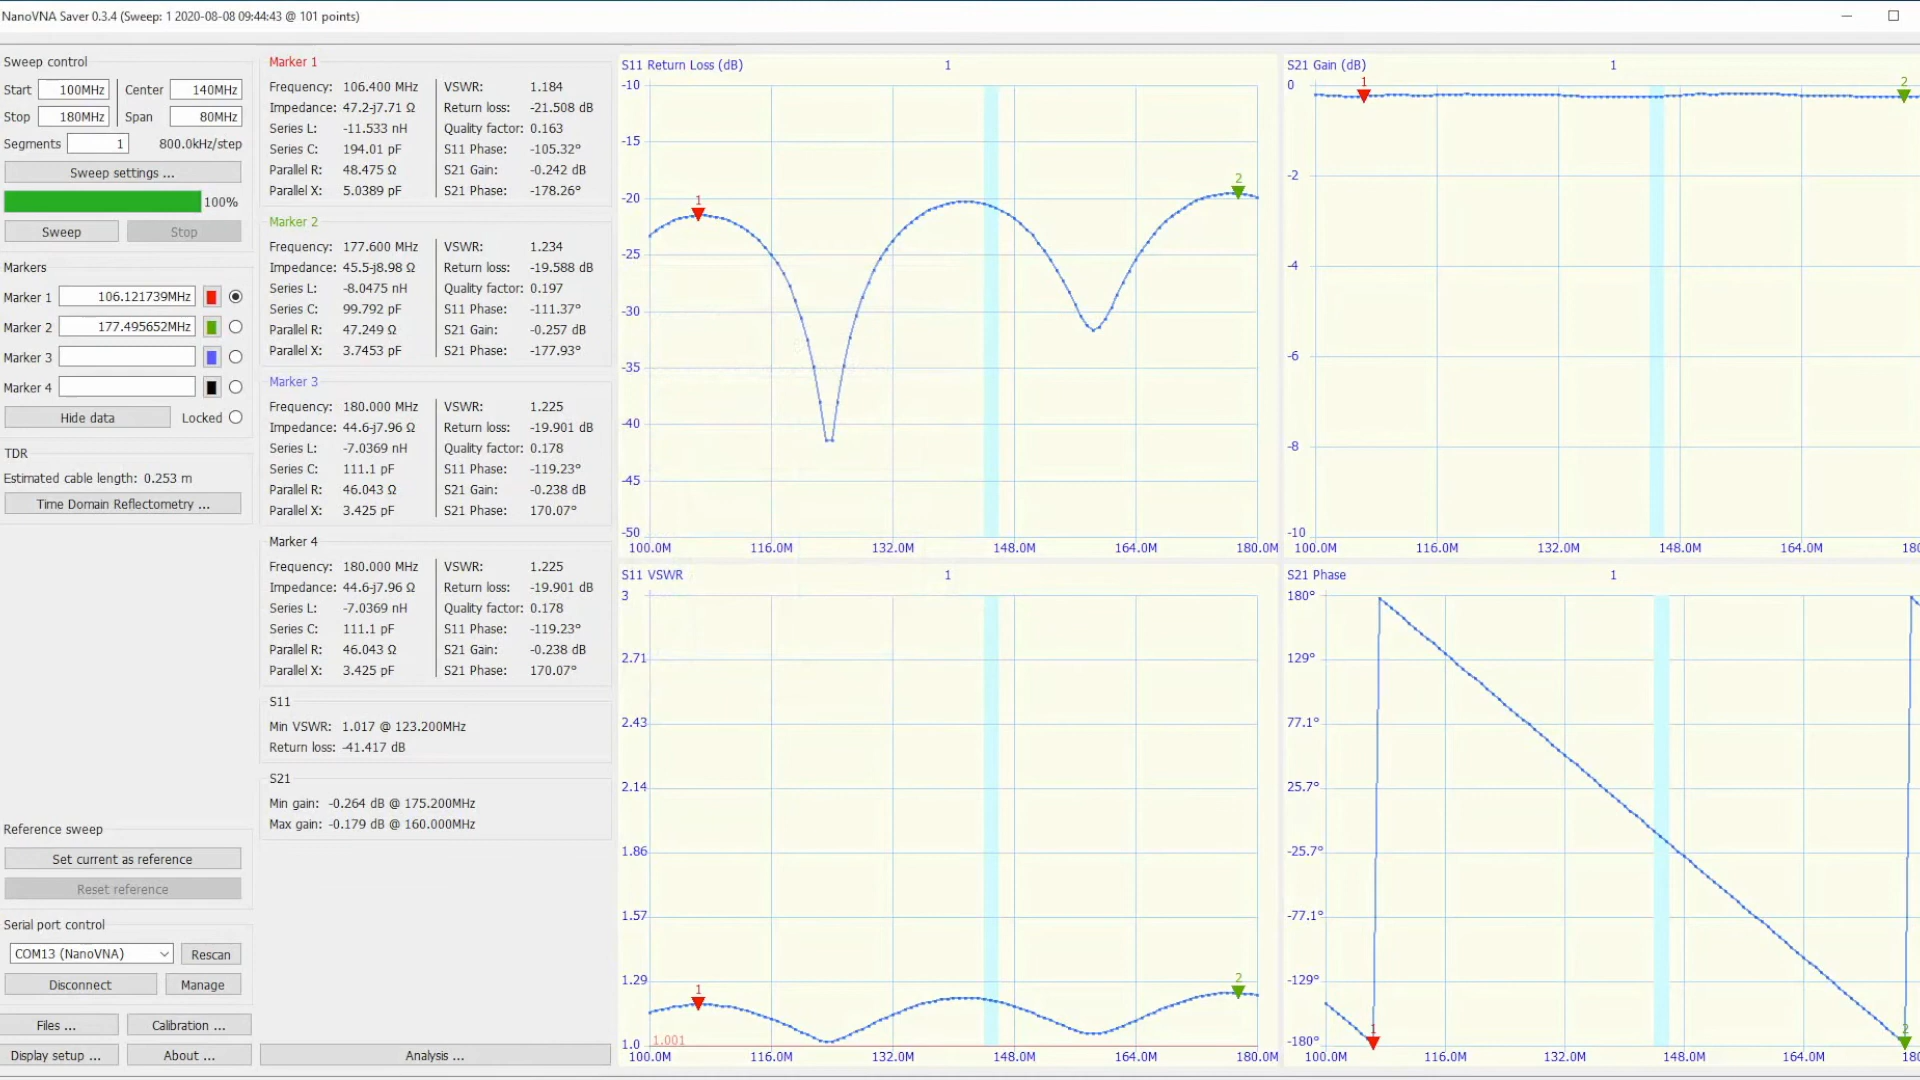 NanoVNA Saver 0.3.4 (Sweep: 1 2020-08-08 09:44:43 @ 101 points)
Sweep control
Start 100MHz Center 140MHz
Stop 180MHz Span 80MHz
Segments 1 800.0kHz/step
Sweep settings ...
100%
Sweep Stop
Markers
Marker 1 106.121739MHz
Marker 2 177.495652MHz
Marker 3
Marker 4
Hide data Locked
TDR
Estimated cable length: 0.253 m
Time Domain Reflectometry ...
Reference sweep
Set current as reference
Reset reference
Serial port control
COM13 (NanoVNA) Rescan
Disconnect Manage
Files ... Calibration ...
Display setup ... About ...
Marker 1
Frequency: 106.400 MHz VSWR: 1.184
Impedance: 47.2-j7.71 Ω Return loss: -21.508 dB
Series L: -11.533 nH Quality factor: 0.163
Series C: 194.01 pF S11 Phase: -105.32°
Parallel R: 48.475 Ω S21 Gain: -0.242 dB
Parallel X: 5.0389 pF S21 Phase: -178.26°
Marker 2
Frequency: 177.600 MHz VSWR: 1.234
Impedance: 45.5-j8.98 Ω Return loss: -19.588 dB
Series L: -8.0475 nH Quality factor: 0.197
Series C: 99.792 pF S11 Phase: -111.37°
Parallel R: 47.249 Ω S21 Gain: -0.257 dB
Parallel X: 3.7453 pF S21 Phase: -177.93°
Marker 3
Frequency: 180.000 MHz VSWR: 1.225
Impedance: 44.6-j7.96 Ω Return loss: -19.901 dB
Series L: -7.0369 nH Quality factor: 0.178
Series C: 111.1 pF S11 Phase: -119.23°
Parallel R: 46.043 Ω S21 Gain: -0.238 dB
Parallel X: 3.425 pF S21 Phase: 170.07°
Marker 4
Frequency: 180.000 MHz VSWR: 1.225
Impedance: 44.6-j7.96 Ω Return loss: -19.901 dB
Series L: -7.0369 nH Quality factor: 0.178
Series C: 111.1 pF S11 Phase: -119.23°
Parallel R: 46.043 Ω S21 Gain: -0.238 dB
Parallel X: 3.425 pF S21 Phase: 170.07°
S11
Min VSWR: 1.017 @ 123.200MHz
Return loss: -41.417 dB
S21
Min gain: -0.264 dB @ 175.200MHz
Max gain: -0.179 dB @ 160.000MHz
Analysis ...
S11 Return Loss (dB) 1
-10
-15
-20
-25
-30
-35
-40
-45
-50
1
2
100.0M 116.0M 132.0M 148.0M 164.0M 180.0M
S21 Gain (dB) 1
1
2
0
-2
-4
-6
-8
-10
100.0M 116.0M 132.0M 148.0M 164.0M 180
S11 VSWR 1
3
2.71
2.43
2.14
1.86
1.57
1.29
1.0
1.001
1
2
100.0M 116.0M 132.0M 148.0M 164.0M 180.0M
S21 Phase 1
180°
129°
77.1°
25.7°
-25.7°
-77.1°
-129°
-180°
1
2
100.0M 116.0M 132.0M 148.0M 164.0M 180